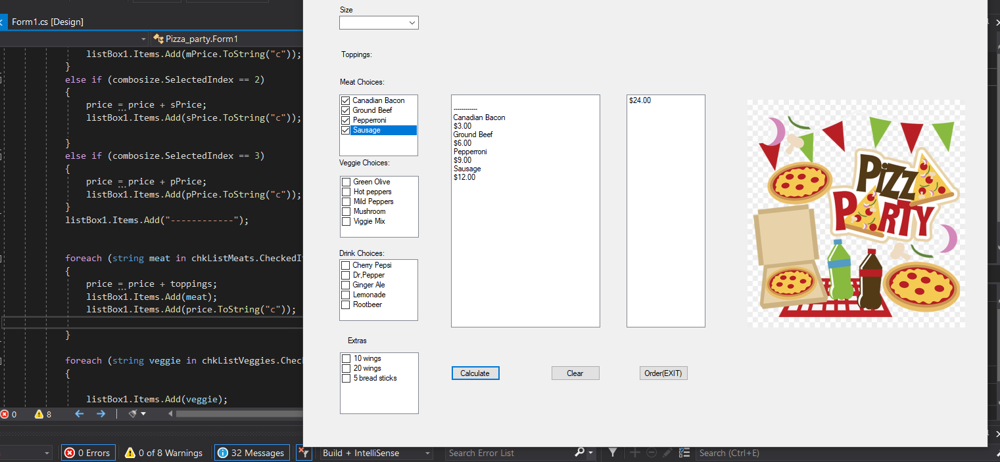 Form1.cs [Design]
Pizza_party.Form1
listBox1.Items.Add(mPrice.ToString("c"));
}
else if (combosize.SelectedIndex == 2)
{
price = price + sPrice;
listBox1.Items.Add(sPrice.ToString("c"));
}
else if (combosize.SelectedIndex == 3)
{
price = price + pPrice;
listBox1.Items.Add(pPrice.ToString("c"));
}
listBox1.Items.Add("------------");
foreach (string meat in chkListMeats.CheckedI
{
price = price + toppings;
listBox1.Items.Add(meat);
listBox1.Items.Add(price.ToString("c"));
}
foreach (string veggie in chkListVeggies.Chec
{
listBox1.Items.Add(veggie);
0
8
Size
Toppings:
Meat Choices:
Canadian Bacon
Ground Beef
Pepperroni
Sausage
Veggie Choices:
Green Olive
Hot peppers
Mild Peppers
Mushroom
Viggie Mix
Drink Choices:
Cherry Pepsi
Dr,Pepper
Ginger Ale
Lemonade
Rootbeer
Extras
10 wings
20 wings
5 bread sticks
------------
Canadian Bacon
$3.00
Ground Beef
$6.00
Pepperroni
$9.00
Sausage
$12.00
$24.00
PIZZ
PARTY
Calculate
Clear
Order(EXIT)
0 Errors
0 of 8 Warnings
32 Messages
Build + IntelliSense
Search Error List
Search (Ctrl+E)